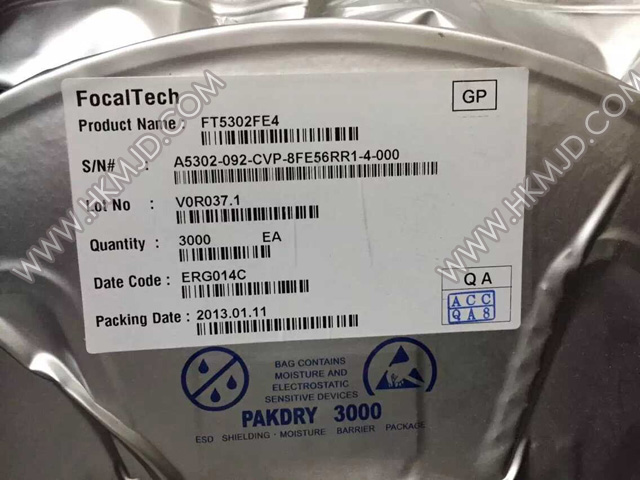 FocalTech
GP
Product Name : FT5302FE4
S/N# : A5302-092-CVP-8FE56RR1-4-000
Lot No : V0R037.1
Quantity : 3000 EA
Date Code : ERG014C
Packing Date : 2013.01.11
Q A
ACC
QA8
BAG CONTAINS
MOISTURE AND
ELECTROSTATIC
SENSITIVE DEVICES
PAKDRY 3000
ESD SHIELDING · MOISTURE BARRIER PACKAGE
WWW.HKMJD.COM
WWW.HKMJD.COM
WWW.HKMJD.COM